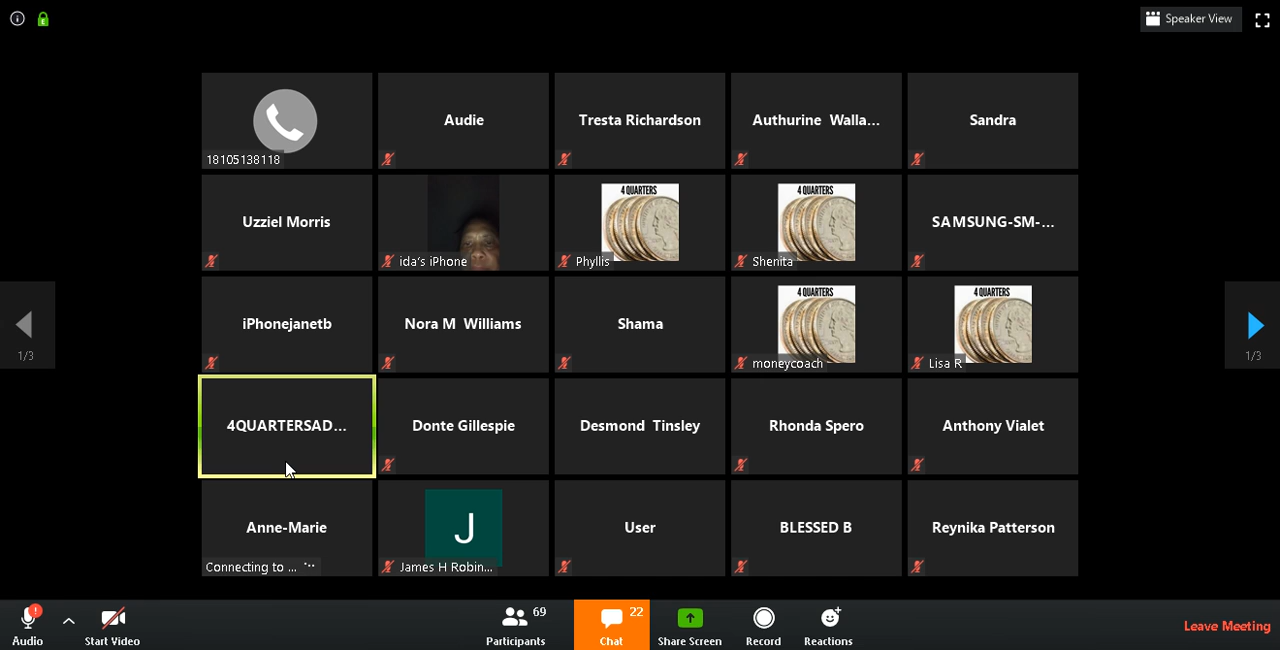 Speaker View
18105138118
Audie
Tresta Richardson
Authurine Walla...
Sandra
Uzziel Morris
ida's iPhone
4 QUARTERS
Phyllis
4 QUARTERS
Shenita
SAMSUNG-SM-...
iPhonejanetb
Nora M Williams
Shama
4 QUARTERS
moneycoach
4 QUARTERS
Lisa R
1/3
1/3
4QUARTERSAD...
Donte Gillespie
Desmond Tinsley
Rhonda Spero
Anthony Vialet
Anne-Marie
Connecting to ...
J
James H Robin...
User
BLESSED B
Reynika Patterson
Audio
Start Video
Participants 69
Chat 22
Share Screen
Record
Reactions
Leave Meeting